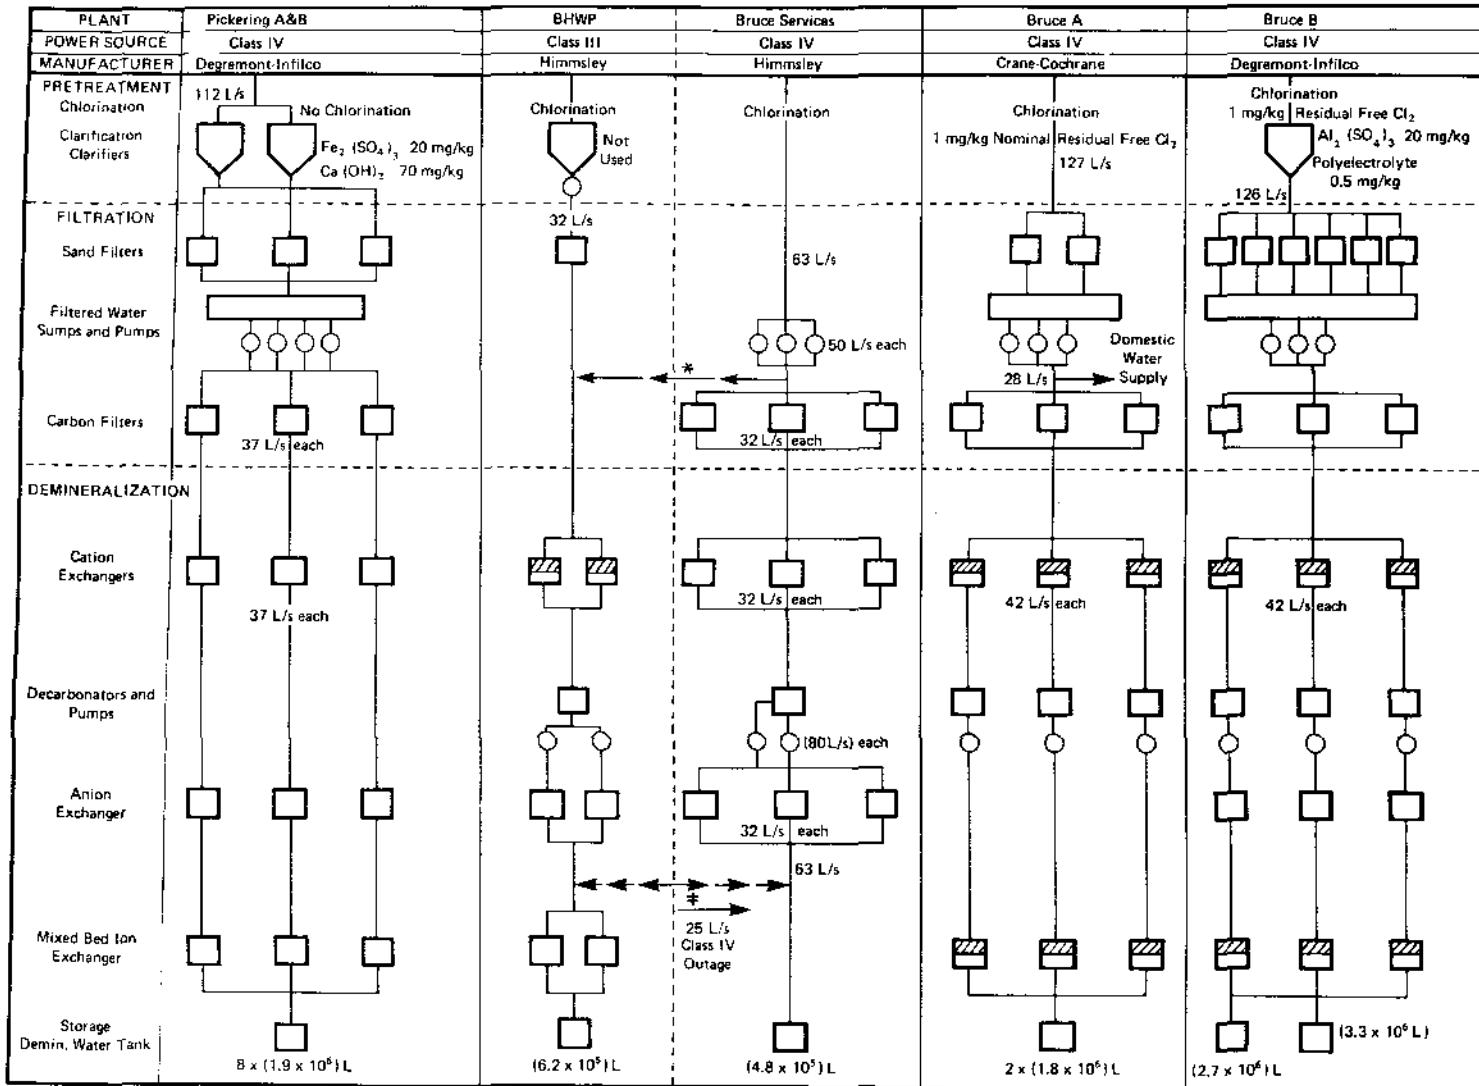 PLANT Pickering A&B BHWP Bruce Services Bruce A Bruce B
POWER SOURCE Class IV Class III Class IV Class IV Class IV
MANUFACTURER Degremont-Infilco Himmsley Himmsley Crane-Cochrane Degremont-Infilco
PRETREATMENT
Chlorination
Clarification
Clarifiers
112 L/s
No Chlorination
Fe₂ (SO₄)₃ 20 mg/kg
Ca (OH)₂ 70 mg/kg
Chlorination
Not
Used
Chlorination
Chlorination
1 mg/kg Nominal Residual Free Cl₂
127 L/s
Chlorination
1 mg/kg Residual Free Cl₂
Al₂ (SO₄)₃ 20 mg/kg
Polyelectrolyte
0.5 mg/kg
126 L/s
FILTRATION
32 L/s
Sand Filters
63 L/s
Filtered Water
Sumps and Pumps
50 L/s each
Domestic
Water
Supply
*
28 L/s
Carbon Filters
37 L/s each
32 L/s each
DEMINERALIZATION
Cation
Exchangers
37 L/s each
32 L/s each
42 L/s each
42 L/s each
Decarbonators and
Pumps
(80 L/s) each
Anion
Exchanger
32 L/s each
63 L/s
25 L/s
Class IV
Outage
Mixed Bed Ion
Exchanger
Storage
Demin. Water Tank
8 x (1.9 x 10⁶) L
(6.2 x 10⁵) L
(4.8 x 10⁵) L
2 x (1.8 x 10⁶) L
(2.7 x 10⁶) L
(3.3 x 10⁶ L)